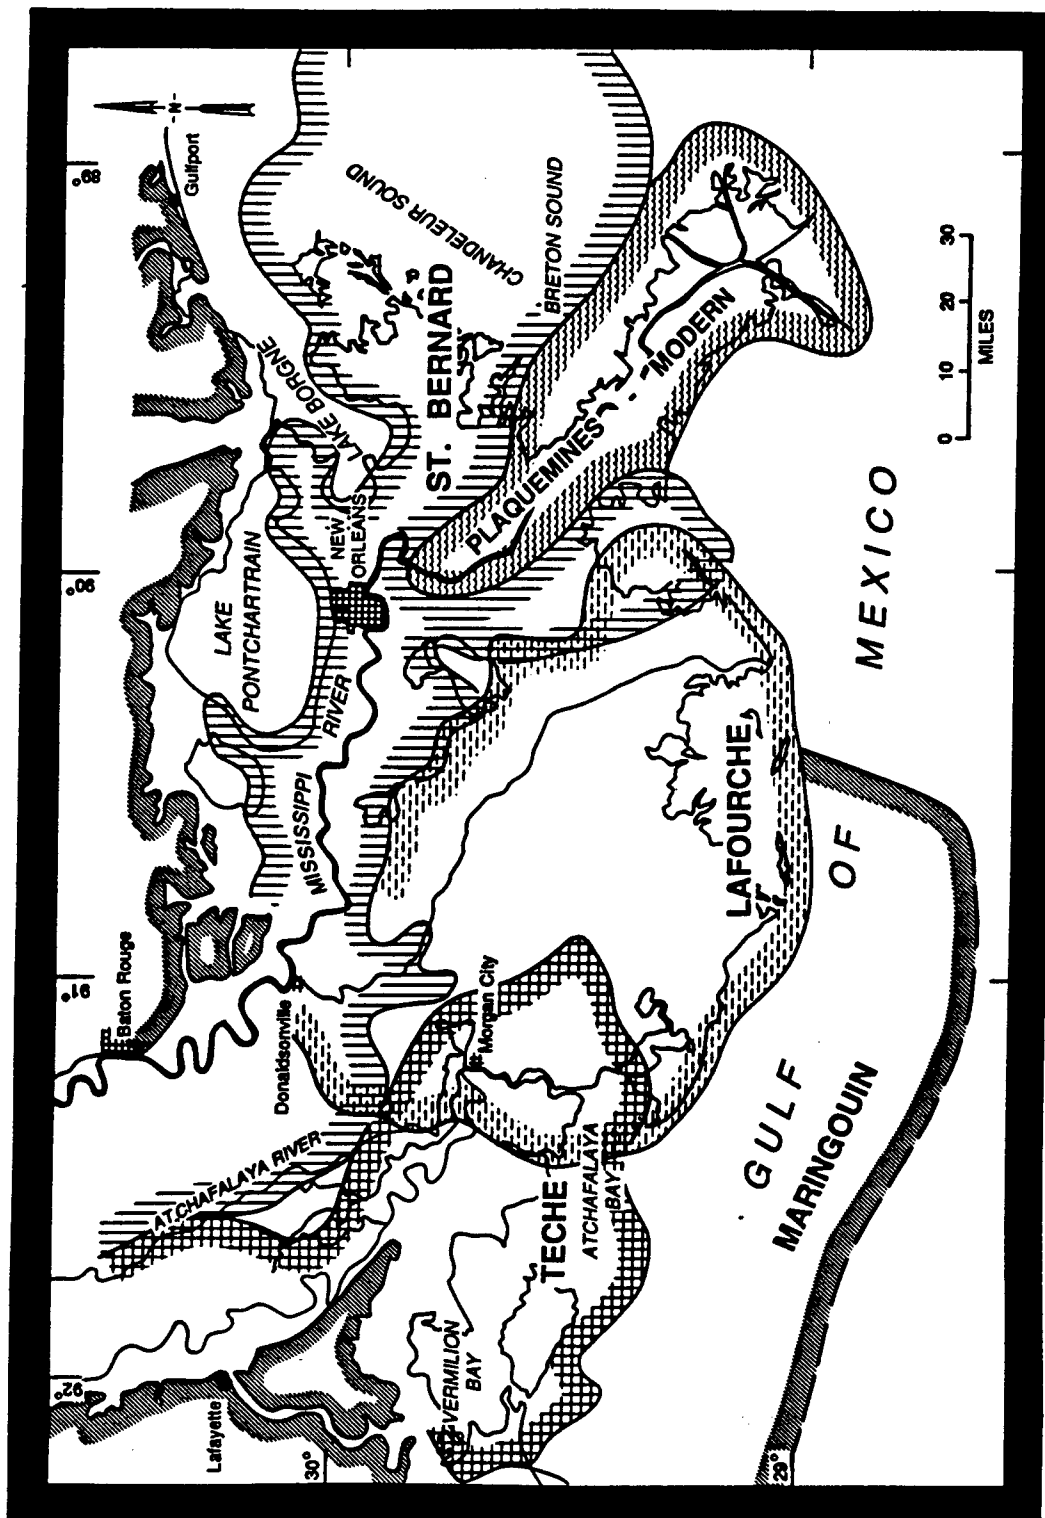 89°
-N-
Gulfport
CHANDELEUR SOUND
BRETON SOUND
ST. BERNARD
LAKE BORGNE
NEW
ORLEANS
PLAQUEMINES - MODERN
0 10 20 30
MILES
90°
LAKE
PONTCHARTRAIN
MISSISSIPPI RIVER
LAFOURCHE
GULF OF MEXICO
91°
Baton Rouge
Donaldsonville
Morgan City
ATCHAFALAYA RIVER
TECHE
ATCHAFALAYA
BAY
MARINGOUIN
92°
Lafayette
VERMILION
BAY
30°
29°